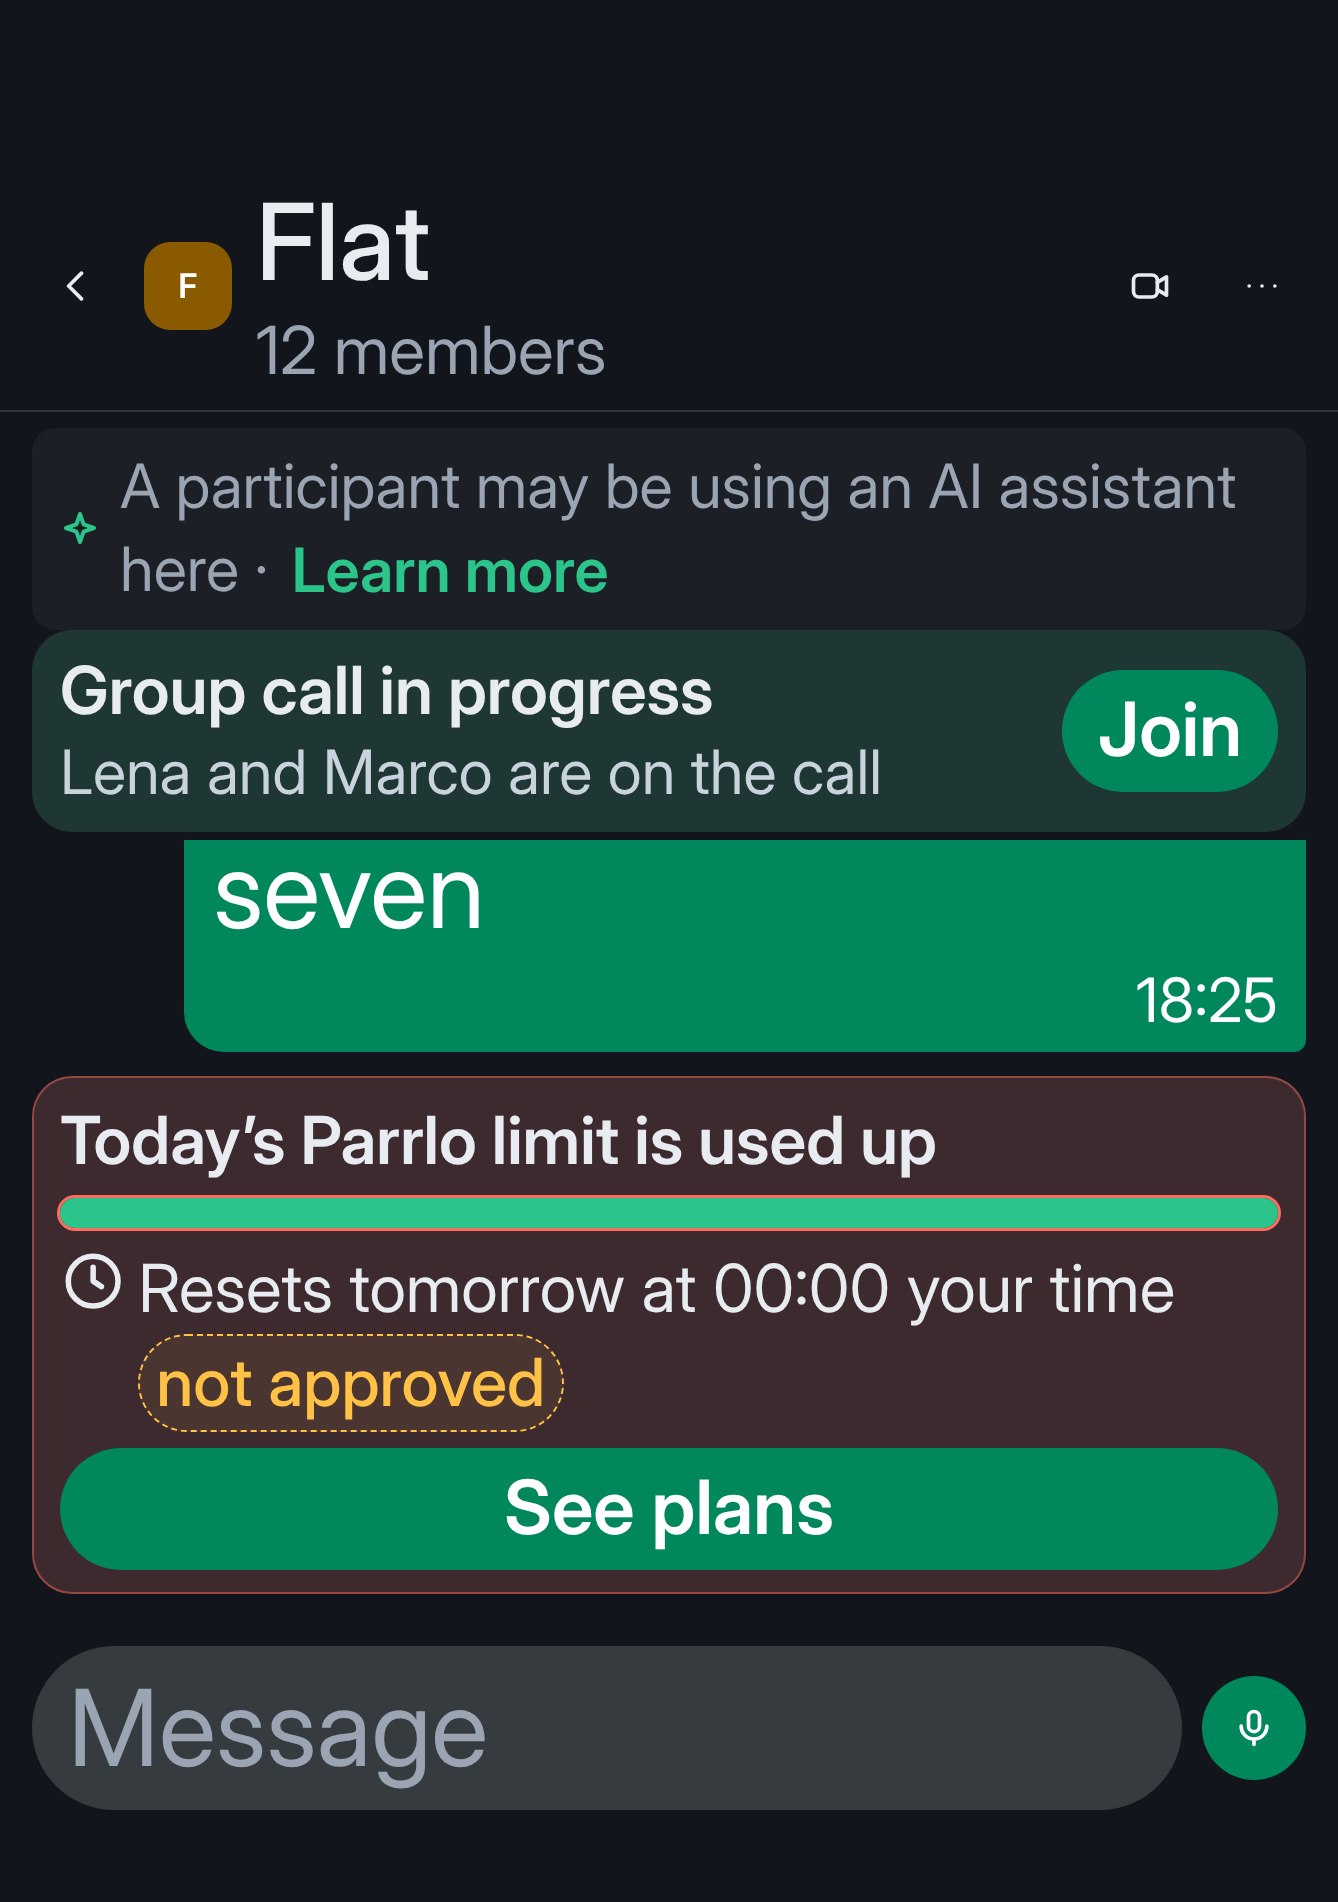 Flat
F
12 members
A participant may be using an AI assistant
here · Learn more
Group call in progress
Join
Lena and Marco are on the call
seven
18:25
Today’s Parrlo limit is used up
Resets tomorrow at 00:00 your time
not approved
See plans
Message